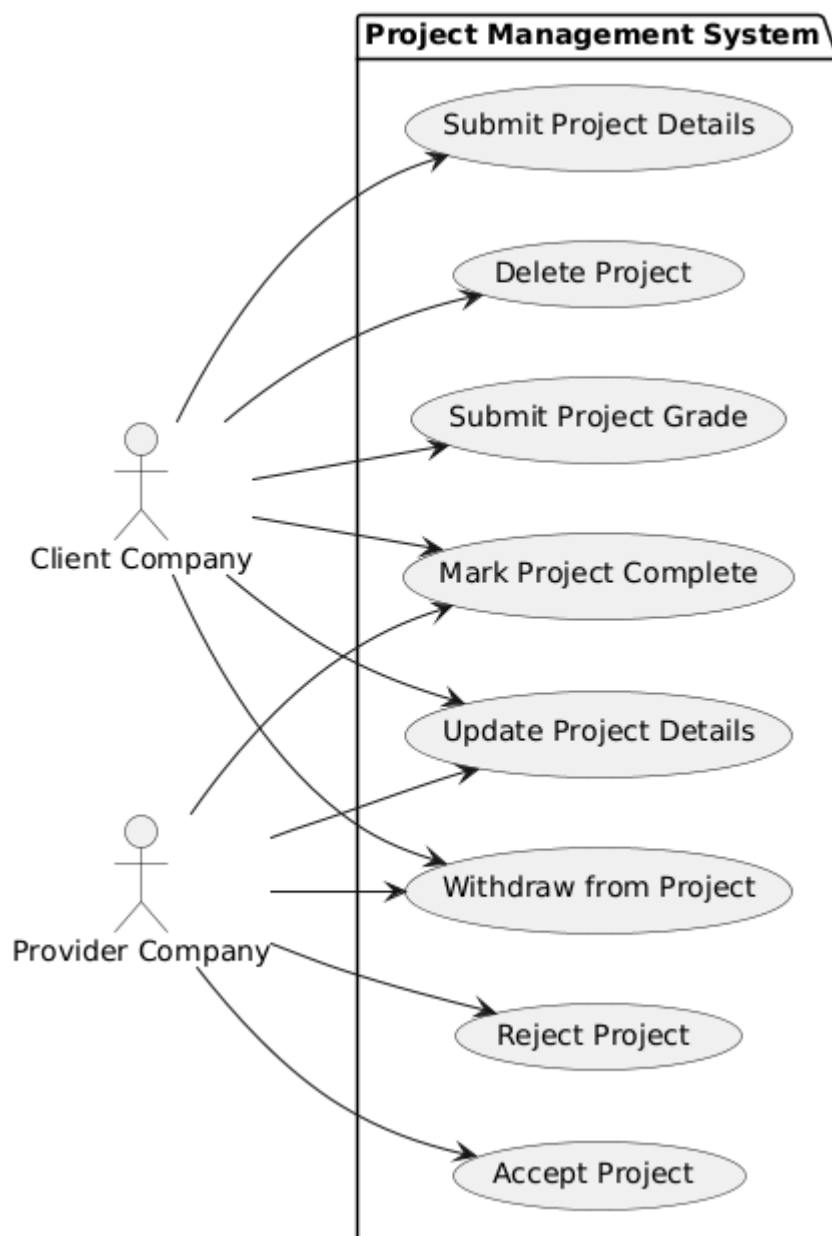 Project Management System
Submit Project Details
Delete Project
Submit Project Grade
Client Company
Mark Project Complete
Update Project Details
Withdraw from Project
Provider Company
Reject Project
Accept Project